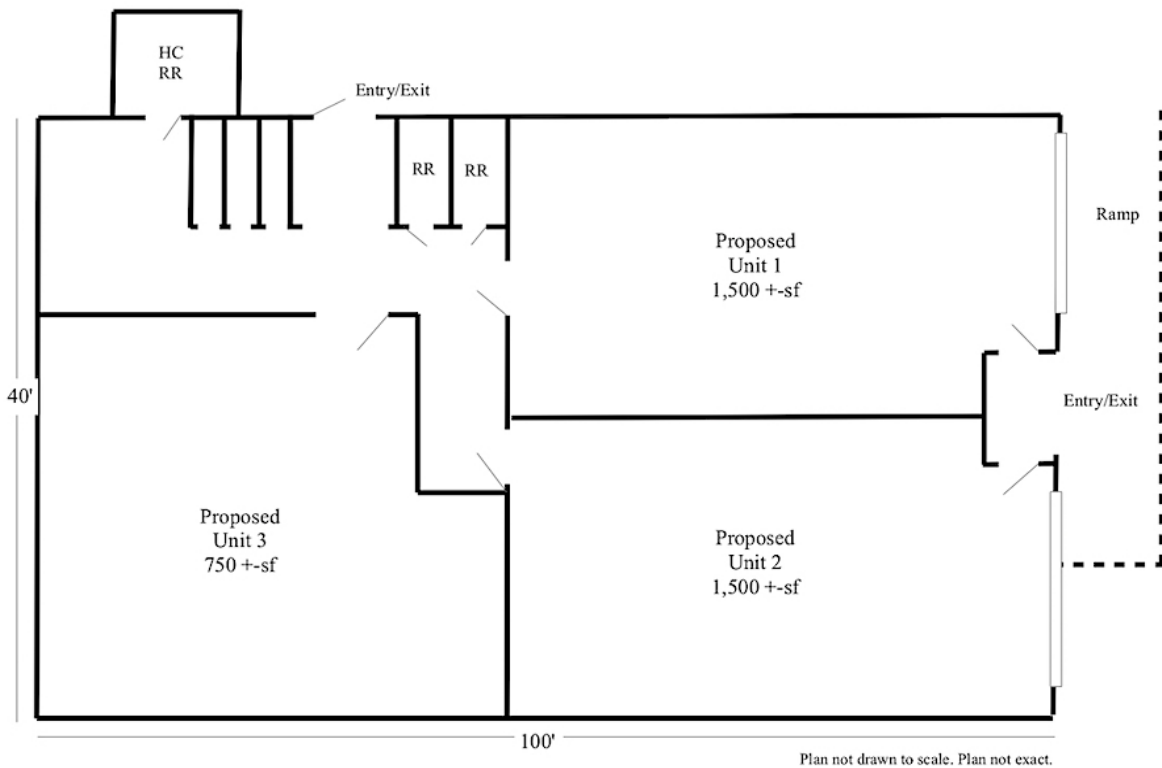 HC
RR
Entry/Exit
RR
RR
Ramp
Proposed
Unit 1
1,500 +-sf
40'
Entry/Exit
Proposed
Unit 3
750 +-sf
Proposed
Unit 2
1,500 +-sf
100'
Plan not drawn to scale. Plan not exact.